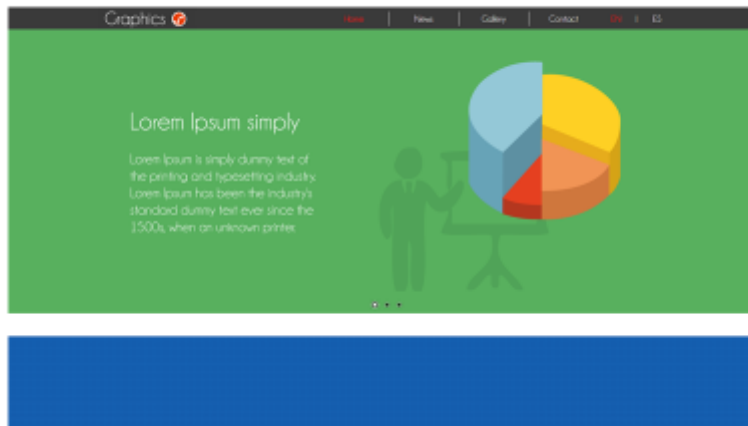 Graphics
Home | News | Gallery | Contact EN | ES
Lorem Ipsum simply
Lorem Ipsum is simply dummy text of
the printing and typesetting industry.
Lorem Ipsum has been the industry's
standard dummy text ever since the
1500s, when an unknown printer